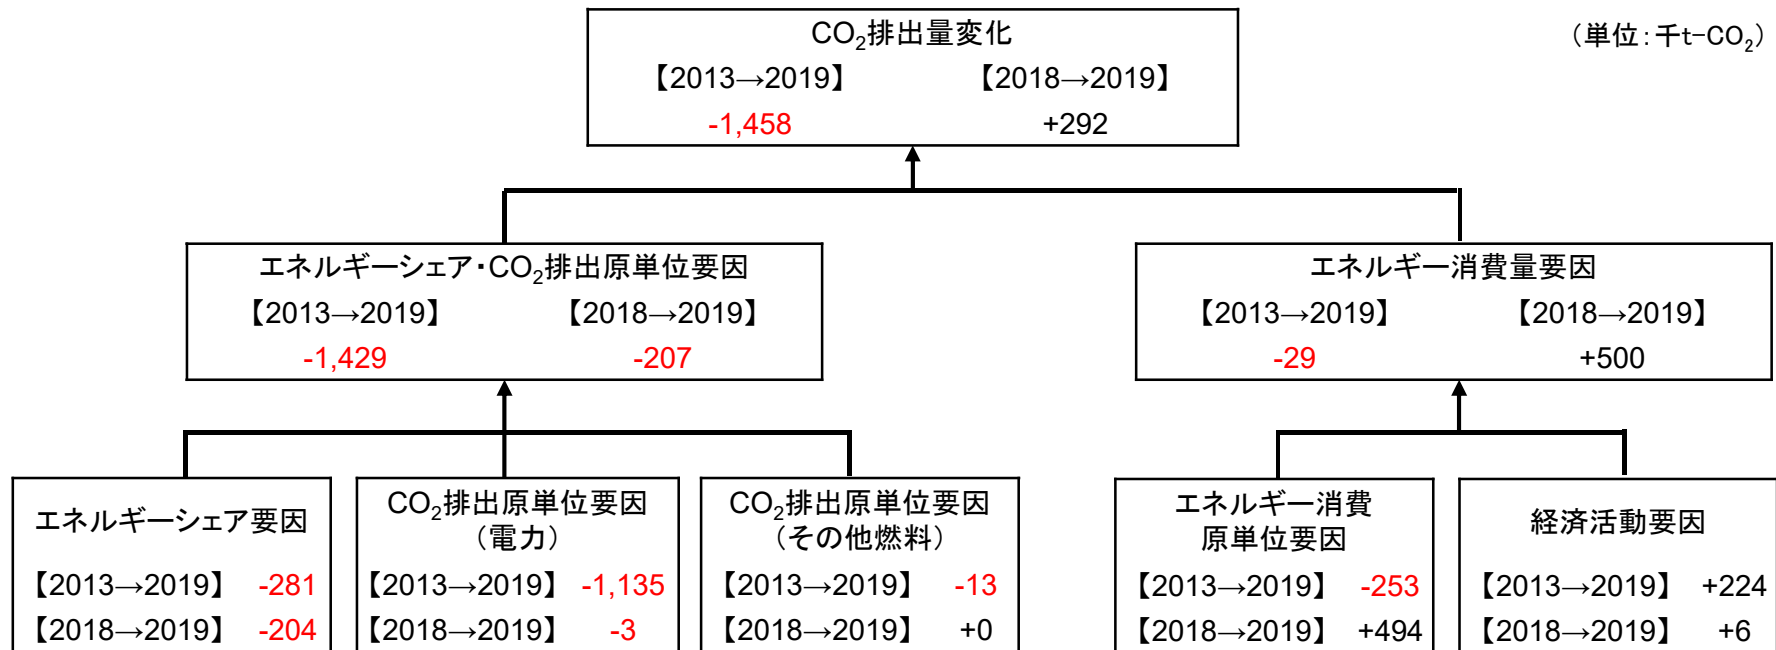 CO₂排出量変化
(単位:千t-CO₂)
【2013→2019】 【2018→2019】
-1,458 +292
エネルギーシェア・CO₂排出原単位要因
【2013→2019】 【2018→2019】
-1,429 -207
エネルギー消費量要因
【2013→2019】 【2018→2019】
-29 +500
エネルギーシェア要因
【2013→2019】 -281
【2018→2019】 -204
CO₂排出原単位要因
(電力)
【2013→2019】 -1,135
【2018→2019】 -3
CO₂排出原単位要因
(その他燃料)
【2013→2019】 -13
【2018→2019】 +0
エネルギー消費
原単位要因
【2013→2019】 -253
【2018→2019】 +494
経済活動要因
【2013→2019】 +224
【2018→2019】 +6